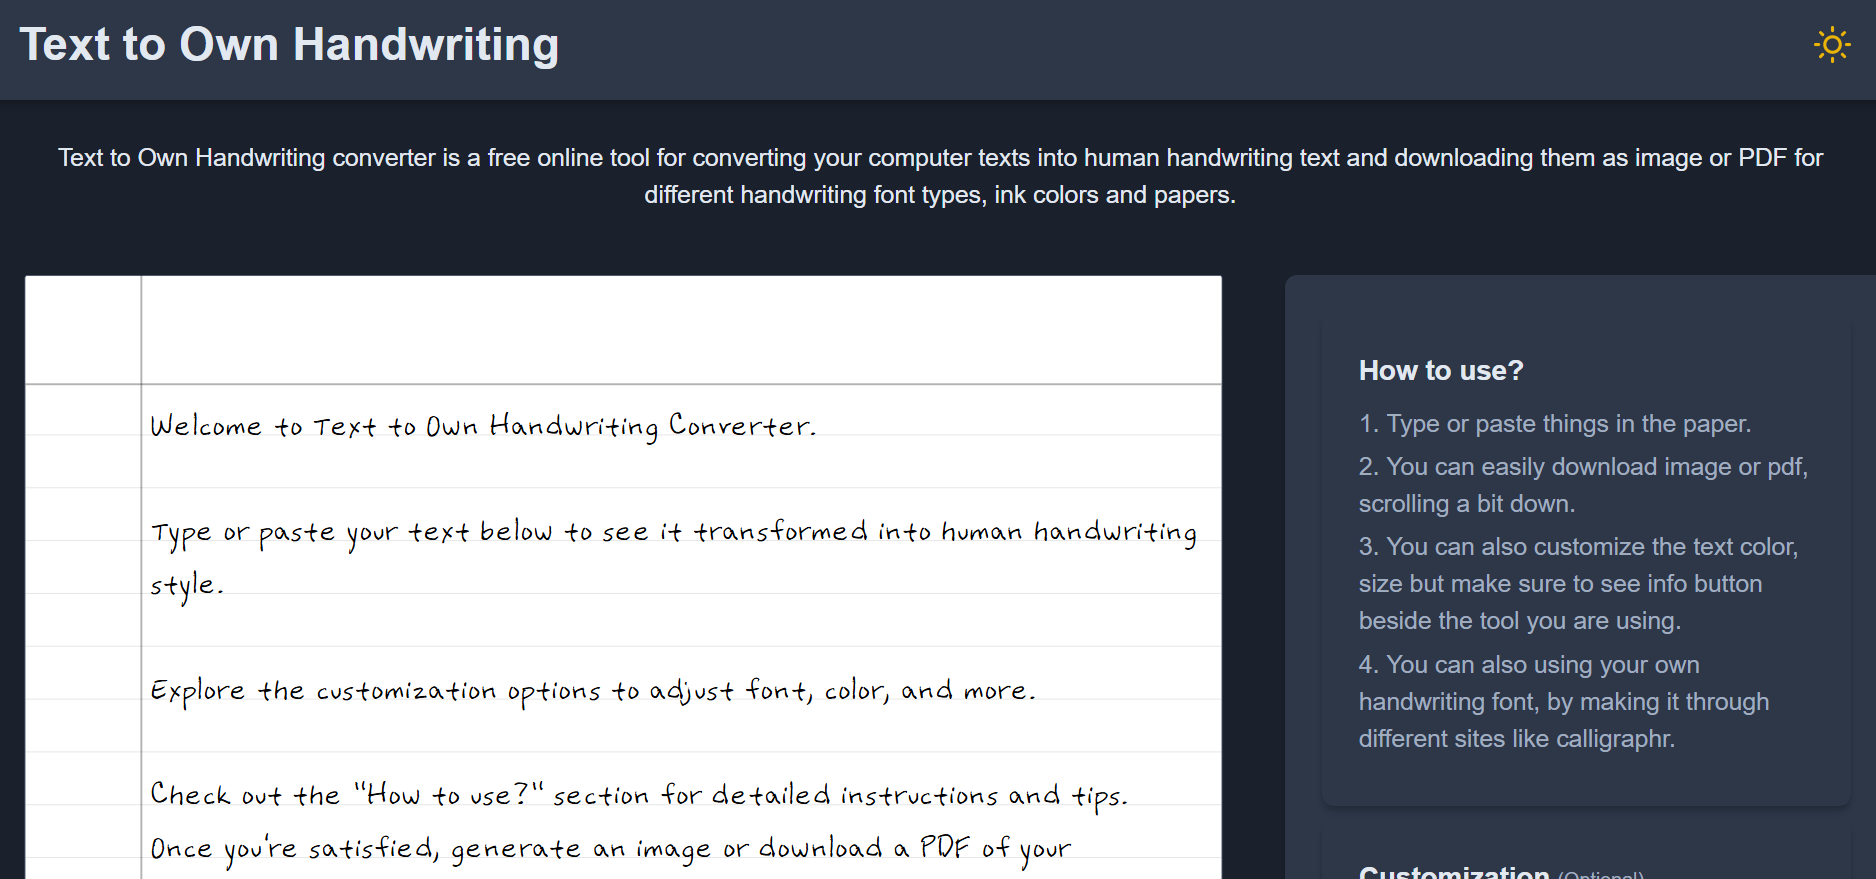 Text to Own Handwriting
Text to Own Handwriting converter is a free online tool for converting your computer texts into human handwriting text and downloading them as image or PDF for
different handwriting font types, ink colors and papers.
Welcome to Text to Own Handwriting Converter.
Type or paste your text below to see it transformed into human handwriting
style.
Explore the customization options to adjust font, color, and more.
Check out the "How to use?" section for detailed instructions and tips.
Once you're satisfied, generate an image or download a PDF of your
How to use?
1. Type or paste things in the paper.
2. You can easily download image or pdf,
scrolling a bit down.
3. You can also customize the text color,
size but make sure to see info button
beside the tool you are using.
4. You can also using your own
handwriting font, by making it through
different sites like calligraphr.
Customization (Optional)